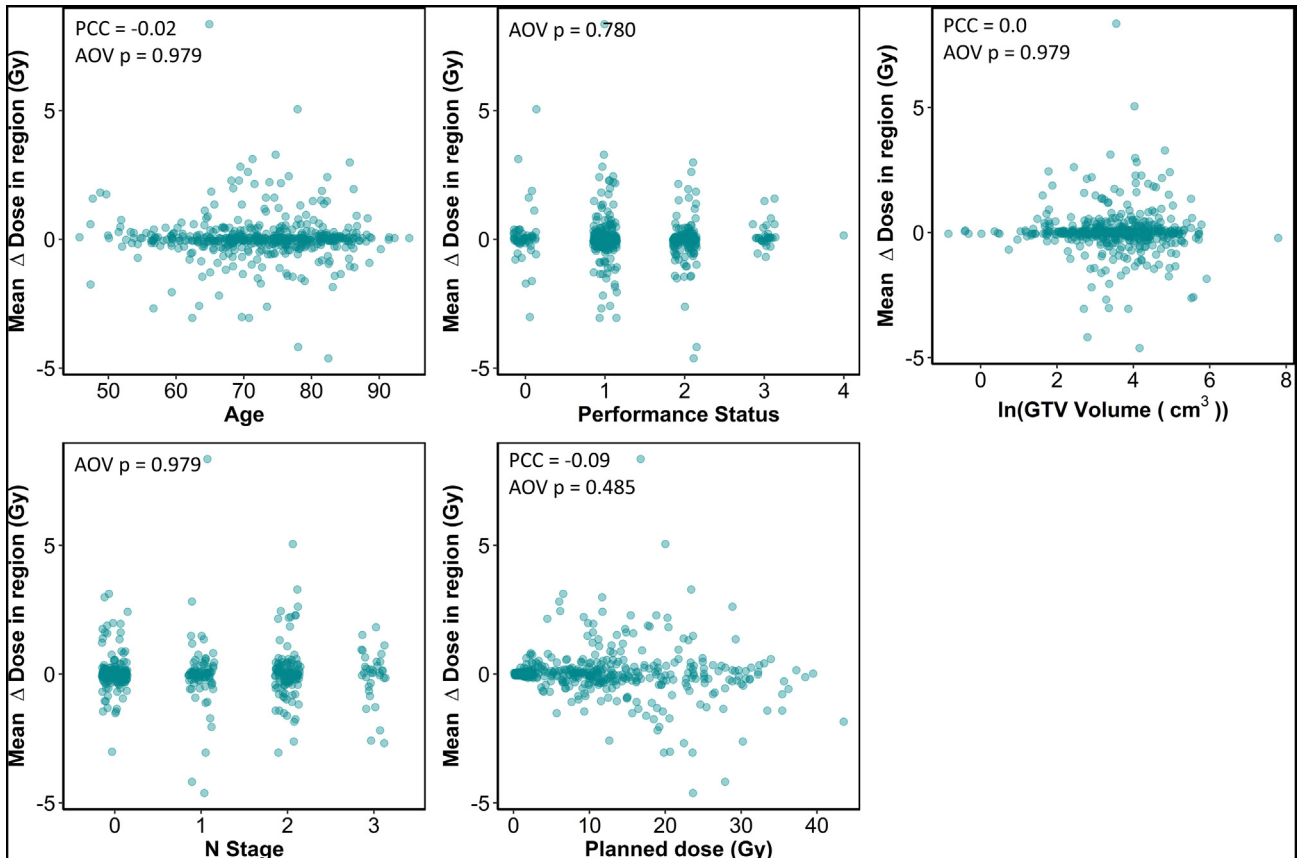 PCC = -0.02
AOV p = 0.979
Mean Δ Dose in region (Gy)
5
0
-5
50 60 70 80 90
Age
AOV p = 0.780
Mean Δ Dose in region (Gy)
5
0
-5
0 1 2 3 4
Performance Status
PCC = 0.0
AOV p = 0.979
Mean Δ Dose in region (Gy)
5
0
-5
0 2 4 6 8
ln(GTV Volume ( cm³ ))
AOV p = 0.979
Mean Δ Dose in region (Gy)
5
0
-5
0 1 2 3
N Stage
PCC = -0.09
AOV p = 0.485
Mean Δ Dose in region (Gy)
5
0
-5
0 10 20 30 40
Planned dose (Gy)